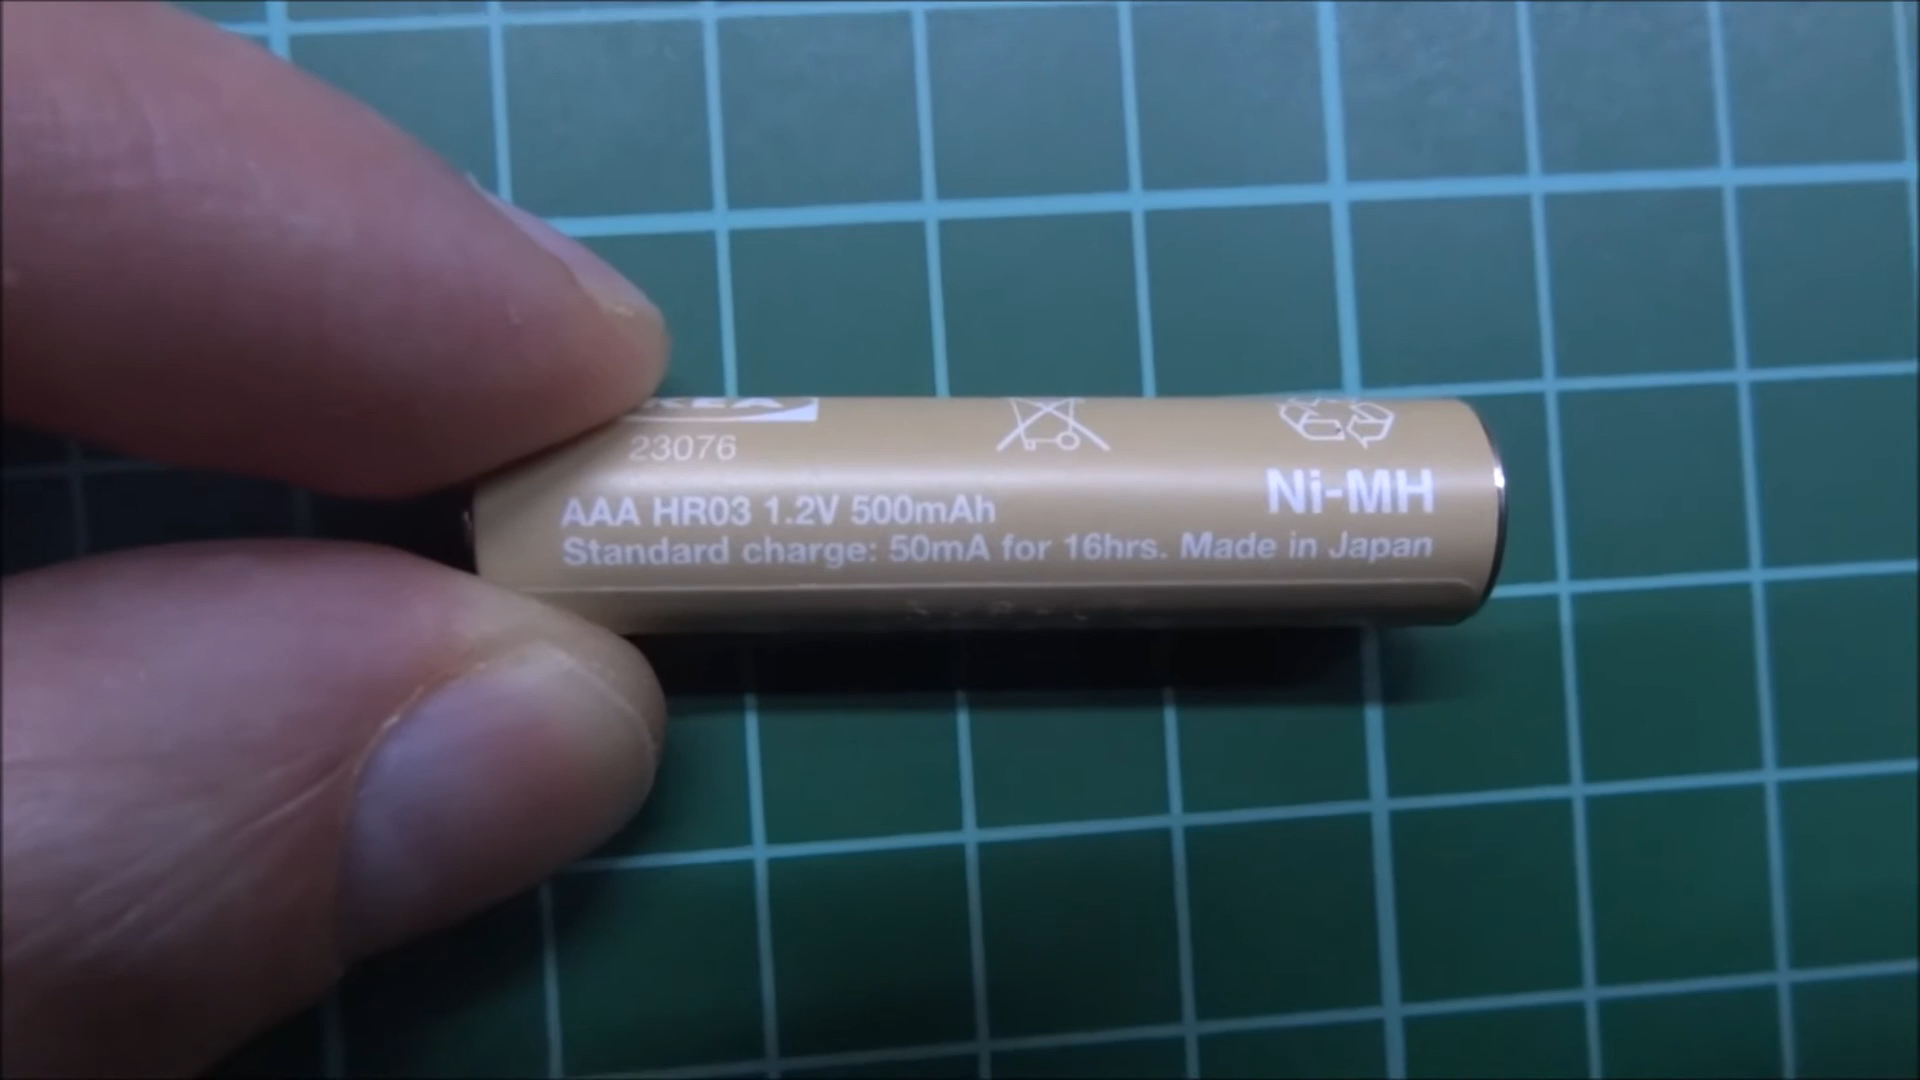 23076
AAA HR03 1.2V 500mAh
Ni-MH
Standard charge: 50mA for 16hrs. Made in Japan